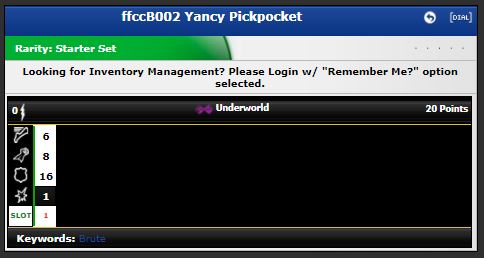 ffccB002 Yancy Pickpocket
[DIAL]
Rarity: Starter Set
Looking for Inventory Management? Please Login w/ "Remember Me?" option
selected.
0 Underworld 20 Points
6
8
16
1
SLOT 1
Keywords: Brute